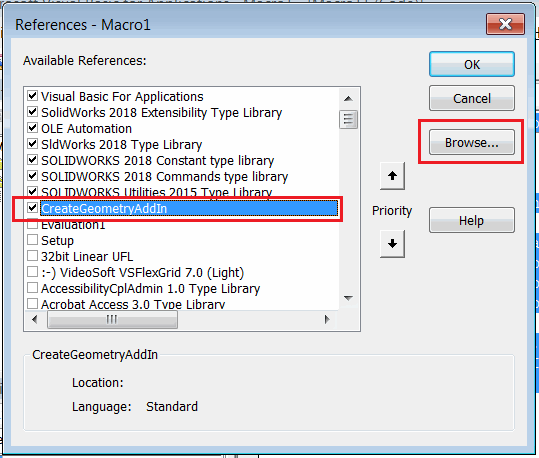 References - Macro1
Available References:
Visual Basic For Applications
SolidWorks 2018 Extensibility Type Library
OLE Automation
SldWorks 2018 Type Library
SOLIDWORKS 2018 Constant type library
SOLIDWORKS 2018 Commands type library
SOLIDWORKS Utilities 2015 Type Library
CreateGeometryAddIn
Evaluation1
Setup
32bit Linear UFL
:-) VideoSoft VSFlexGrid 7.0 (Light)
AccessibilityCplAdmin 1.0 Type Library
Acrobat Access 3.0 Type Library
OK
Cancel
Browse...
Priority
Help
CreateGeometryAddIn
Location:
Language: Standard